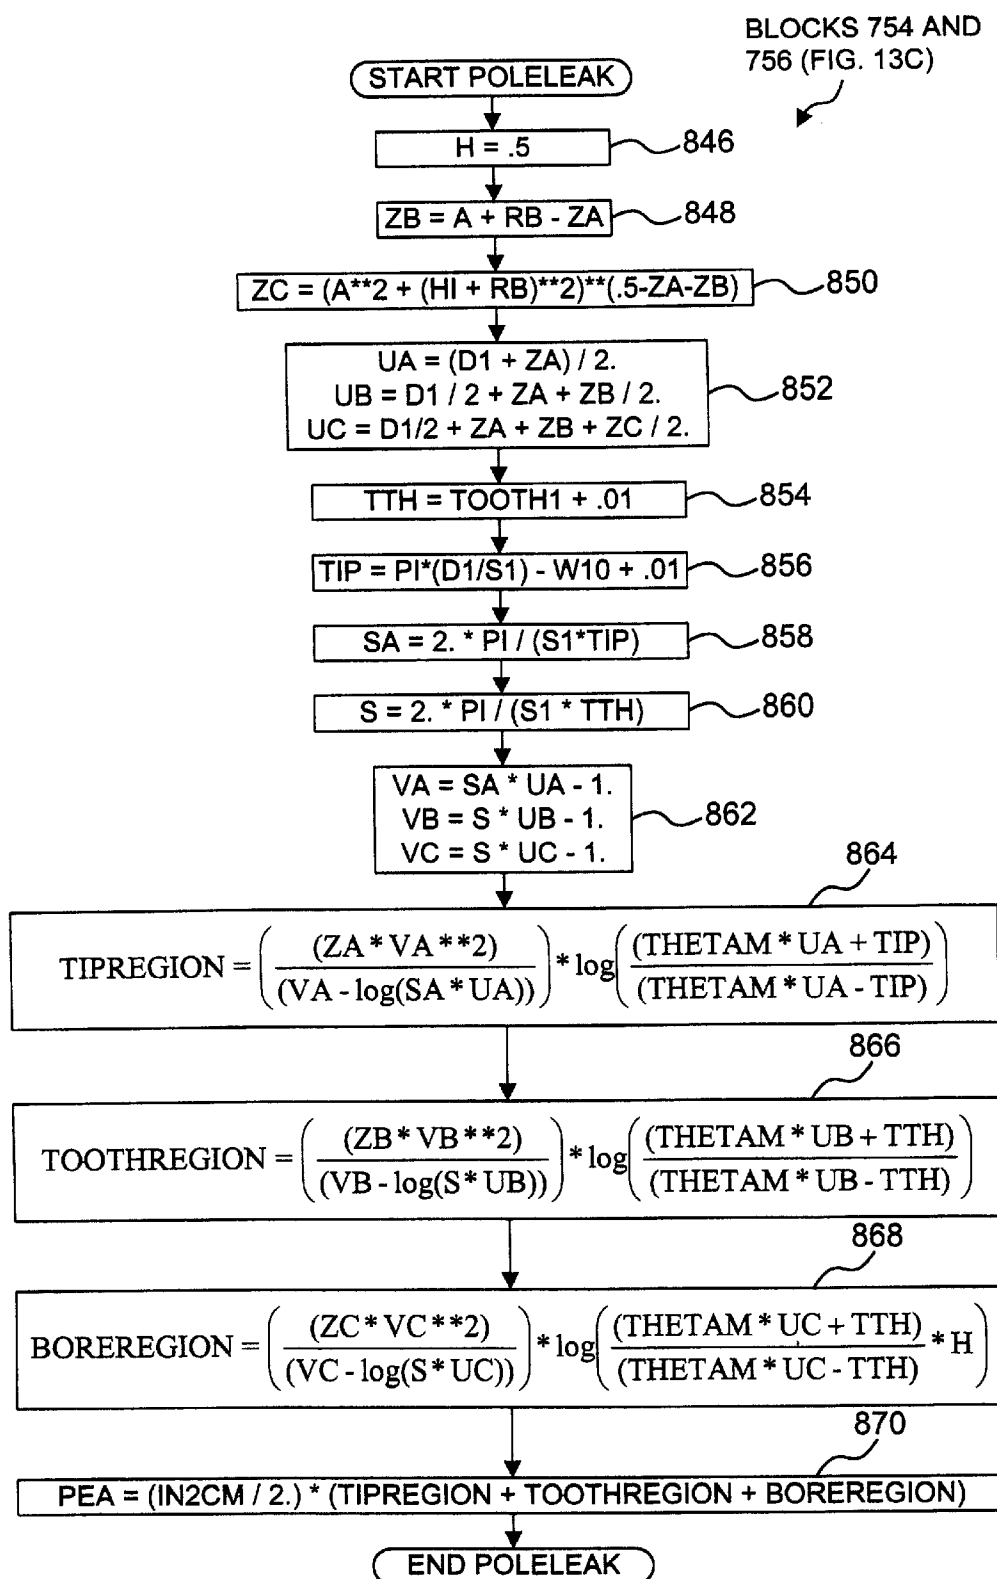 BLOCKS 754 AND
756 (FIG. 13C)
START POLELEAK
H = .5
846
ZB = A + RB - ZA
848
ZC = (A**2 + (HI + RB)**2)**(.5-ZA-ZB)
850
UA = (D1 + ZA) / 2.
UB = D1 / 2 + ZA + ZB / 2.
UC = D1/2 + ZA + ZB + ZC / 2.
852
TTH = TOOTH1 + .01
854
TIP = PI*(D1/S1) - W10 + .01
856
SA = 2. * PI / (S1*TIP)
858
S = 2. * PI / (S1 * TTH)
860
VA = SA * UA - 1.
VB = S * UB - 1.
VC = S * UC - 1.
862
864
TIPREGION = ((ZA * VA **2) / (VA - log(SA * UA))) * log((THETAM * UA + TIP) / (THETAM * UA - TIP))
866
TOOTHREGION = ((ZB * VB **2) / (VB - log(S * UB))) * log((THETAM * UB + TTH) / (THETAM * UB - TTH))
868
BOREREGION = ((ZC * VC **2) / (VC - log(S * UC))) * log((THETAM * UC + TTH) / (THETAM * UC - TTH) * H)
870
PEA = (IN2CM / 2.) * (TIPREGION + TOOTHREGION + BOREREGION)
END POLELEAK